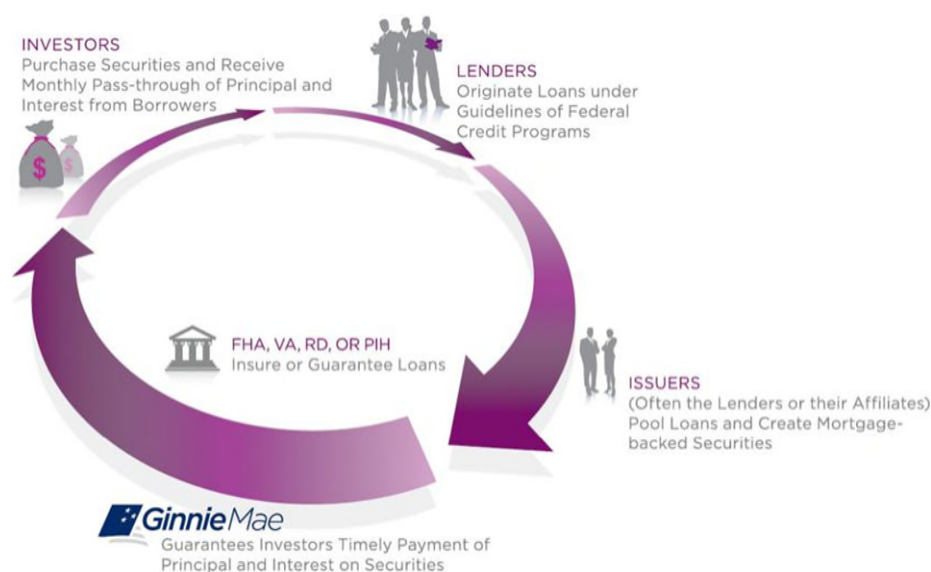 INVESTORS
Purchase Securities and Receive
Monthly Pass-through of Principal and
Interest from Borrowers
$
$
LENDERS
Originate Loans under
Guidelines of Federal
Credit Programs
FHA, VA, RD, OR PIH
Insure or Guarantee Loans
ISSUERS
(Often the Lenders or their Affiliates)
Pool Loans and Create Mortgage-
backed Securities
GinnieMae
Guarantees Investors Timely Payment of
Principal and Interest on Securities